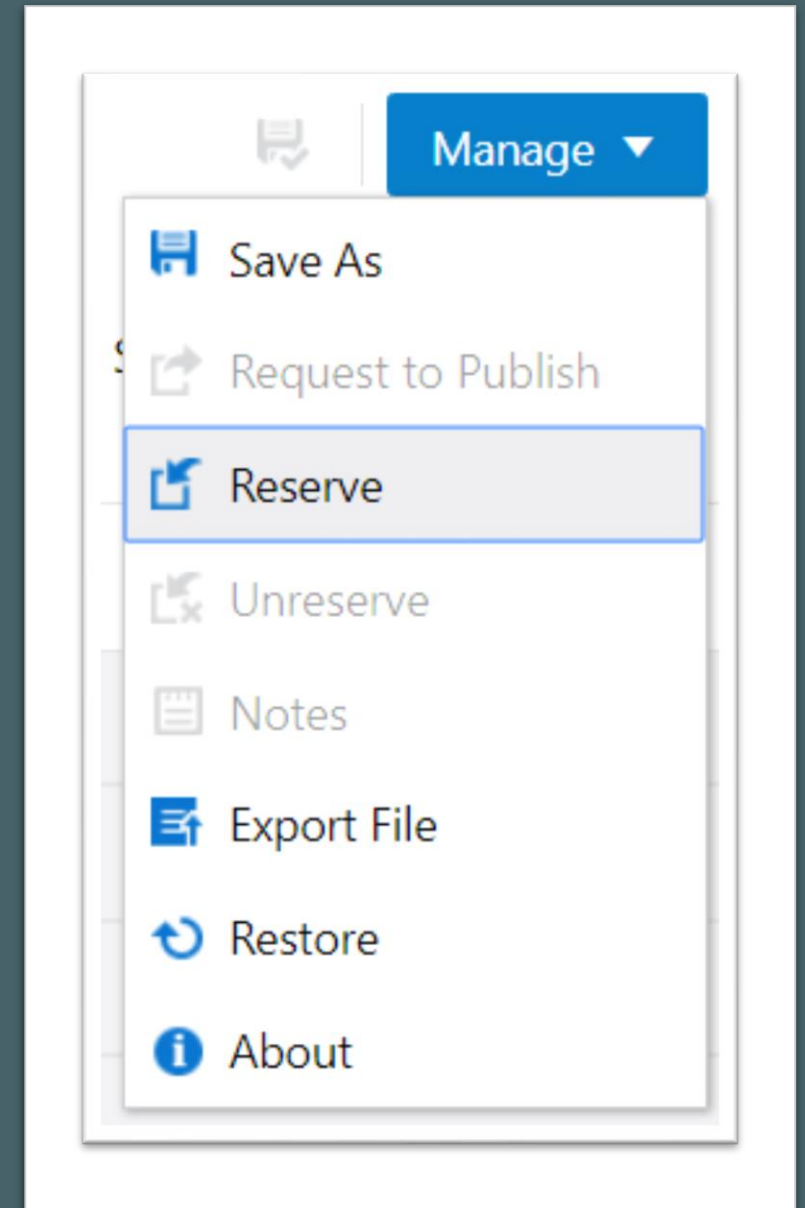 Manage
Save As
Request to Publish
Reserve
Unreserve
Notes
Export File
Restore
About